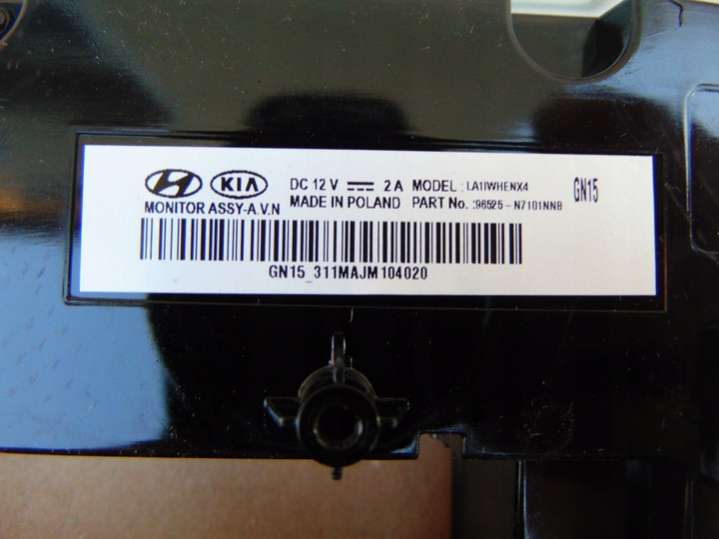 KIA DC 12 V 2 A MODEL : LA1IWHENX4 GN15
MONITOR ASSY-A.V.N MADE IN POLAND PART No. :96525 - N7101NNB
GN15_311MAJM104020